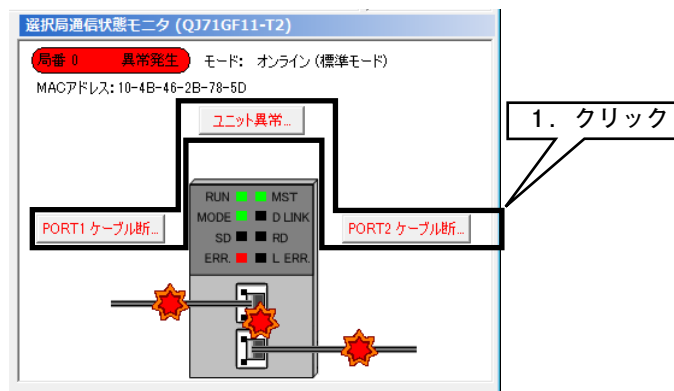 選択局通信状態モニタ (QJ71GF11-T2)
局番 0 異常発生 モード: オンライン(標準モード)
MACアドレス:10-4B-46-2B-78-5D
ユニット異常...
1．クリック
RUN MST
MODE D LINK
SD RD
ERR. L ERR.
PORT1 ケーブル断...
PORT2 ケーブル断...